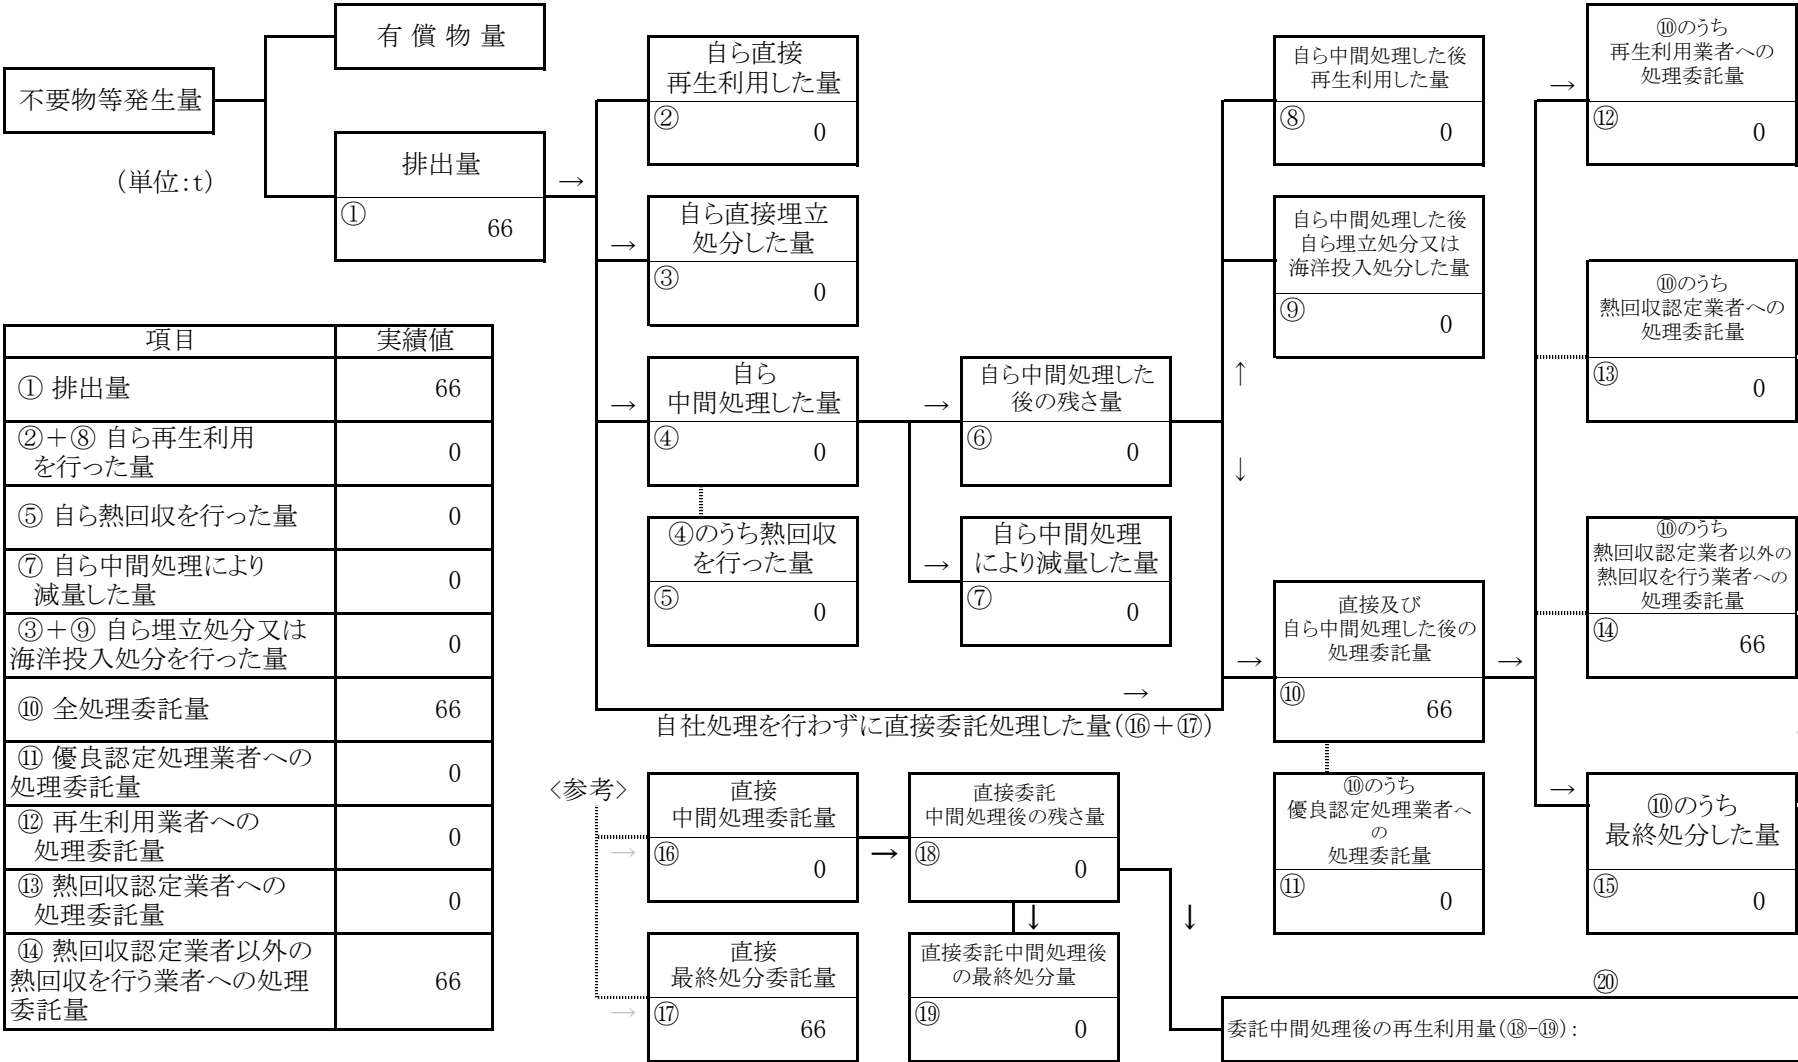 不要物等発生量
(単位:t)
有 償 物 量
排出量
①
66
自ら直接
再生利用した量
②
0
→
自ら直接埋立
処分した量
③
0
→
自ら
中間処理した量
④
0
→
④のうち熱回収
を行った量
⑤
0
→
自ら中間処理した
後の残さ量
⑥
0
→
自ら中間処理
により減量した量
⑦
0
→
自ら中間処理した後
再生利用した量
⑧
0
自ら中間処理した後
自ら埋立処分又は
海洋投入処分した量
⑨
0
↑
↓
直接及び
自ら中間処理した後の
処理委託量
⑩
66
→
→
自社処理を行わずに直接委託処理した量(⑯+⑰)
⑩のうち
優良認定処理業者へ
の
処理委託量
⑪
0
→
→
⑩のうち
再生利用業者への
処理委託量
⑫
0
⑩のうち
熱回収認定業者への
処理委託量
⑬
0
⑩のうち
熱回収認定業者以外の
熱回収を行う業者への
処理委託量
⑭
66
→
⑩のうち
最終処分した量
⑮
0
項目 実績値
① 排出量 66
②+⑧ 自ら再生利用
を行った量 0
⑤ 自ら熱回収を行った量 0
⑦ 自ら中間処理により
減量した量 0
③+⑨ 自ら埋立処分又は
海洋投入処分を行った量 0
⑩ 全処理委託量 66
⑪ 優良認定処理業者への
処理委託量 0
⑫ 再生利用業者への
処理委託量 0
⑬ 熱回収認定業者への
処理委託量 0
⑭ 熱回収認定業者以外の
熱回収を行う業者への処理
委託量 66
〈参考〉
→
直接
中間処理委託量
⑯
0
→
直接委託
中間処理後の残さ量
⑱
0
→
直接
最終処分委託量
⑰
66
↓
直接委託中間処理後
の最終処分量
⑲
0
↓
⑳
委託中間処理後の再生利用量(⑱-⑲):